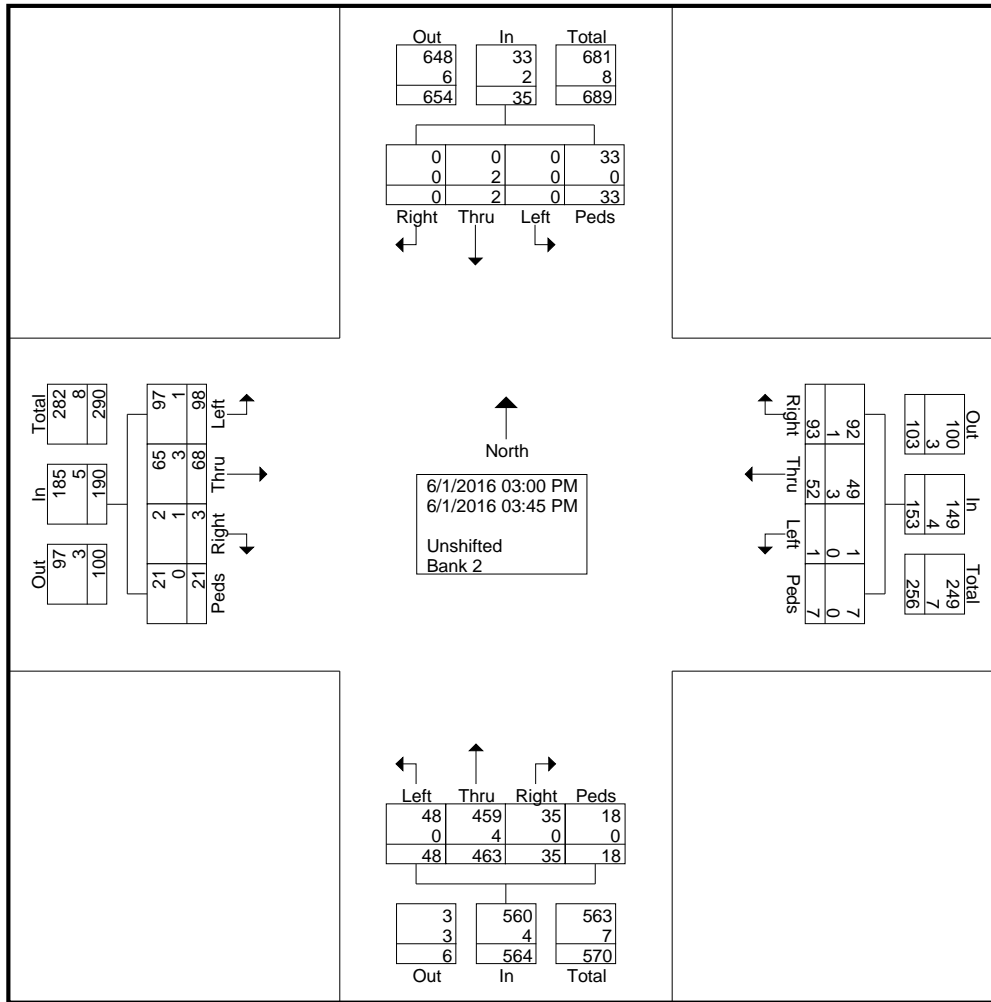 Out In Total
648 33 681
6 2 8
654 35 689
0 0 0 33
0 2 0 0
0 2 0 33
Right Thru Left Peds
Left Thru Right Peds
98 68 3 21
1 3 1 0
97 65 2 21
Out In Total
100 190 290
3 5 8
97 185 282
North
6/1/2016 03:00 PM
6/1/2016 03:45 PM
Unshifted
Bank 2
Out In Total
100 149 249
3 4 7
103 153 256
92 49 1 7
1 3 0 0
93 52 1 7
Right Thru Left Peds
Left Thru Right Peds
48 459 35 18
0 4 0 0
48 463 35 18
3 560 563
3 4 7
6 564 570
Out In Total